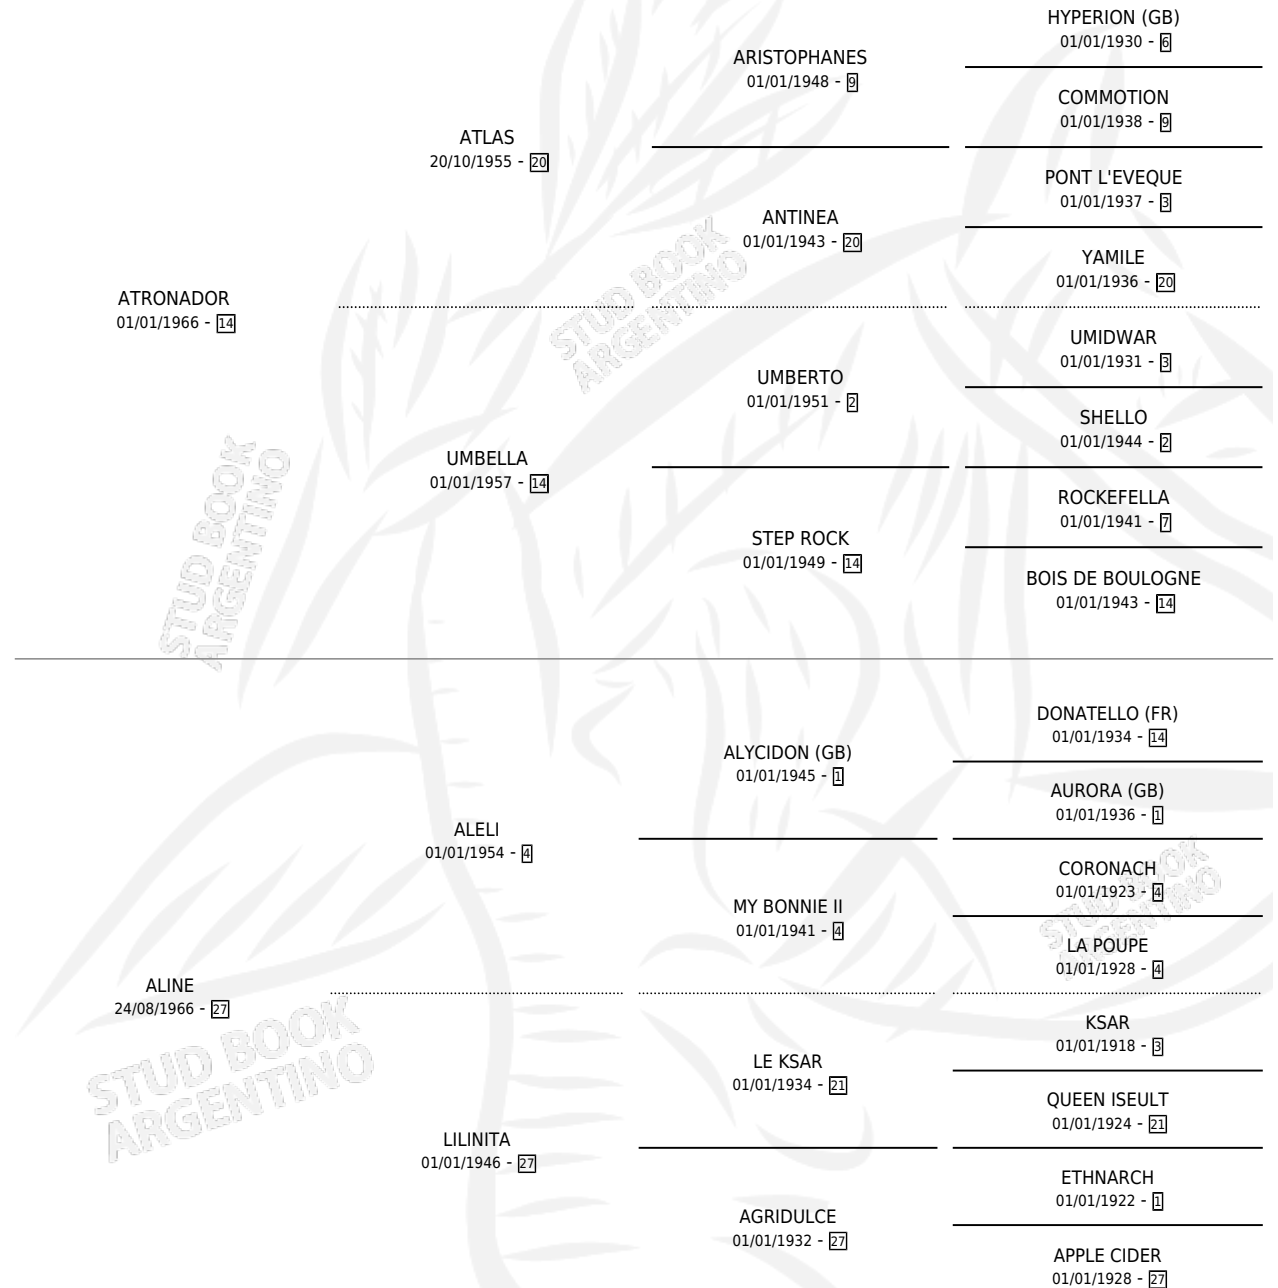 HYPERION (GB)
01/01/1930 - 6
ARISTOPHANES
01/01/1948 - 9
COMMOTION
01/01/1938 - 9
ATLAS
20/10/1955 - 20
PONT L'EVEQUE
01/01/1937 - 3
ANTINEA
01/01/1943 - 20
YAMILE
01/01/1936 - 20
ATRONADOR
01/01/1966 - 14
UMIDWAR
01/01/1931 - 3
UMBERTO
01/01/1951 - 2
SHELLO
01/01/1944 - 2
UMBELLA
01/01/1957 - 14
ROCKEFELLA
01/01/1941 - 7
STEP ROCK
01/01/1949 - 14
BOIS DE BOULOGNE
01/01/1943 - 14
DONATELLO (FR)
01/01/1934 - 14
ALYCIDON (GB)
01/01/1945 - 1
AURORA (GB)
01/01/1936 - 1
ALELI
01/01/1954 - 4
CORONACH
01/01/1923 - 4
MY BONNIE II
01/01/1941 - 4
LA POUPE
01/01/1928 - 4
ALINE
24/08/1966 - 27
KSAR
01/01/1918 - 3
LE KSAR
01/01/1934 - 21
QUEEN ISEULT
01/01/1924 - 21
LILINITA
01/01/1946 - 27
ETHNARCH
01/01/1922 - 1
AGRIDULCE
01/01/1932 - 27
APPLE CIDER
01/01/1928 - 27
STUD BOOK
ARGENTINO
STUD BOOK
ARGENTINO
STUD BOOK
ARGENTINO
STUD BOOK
ARGENTINO